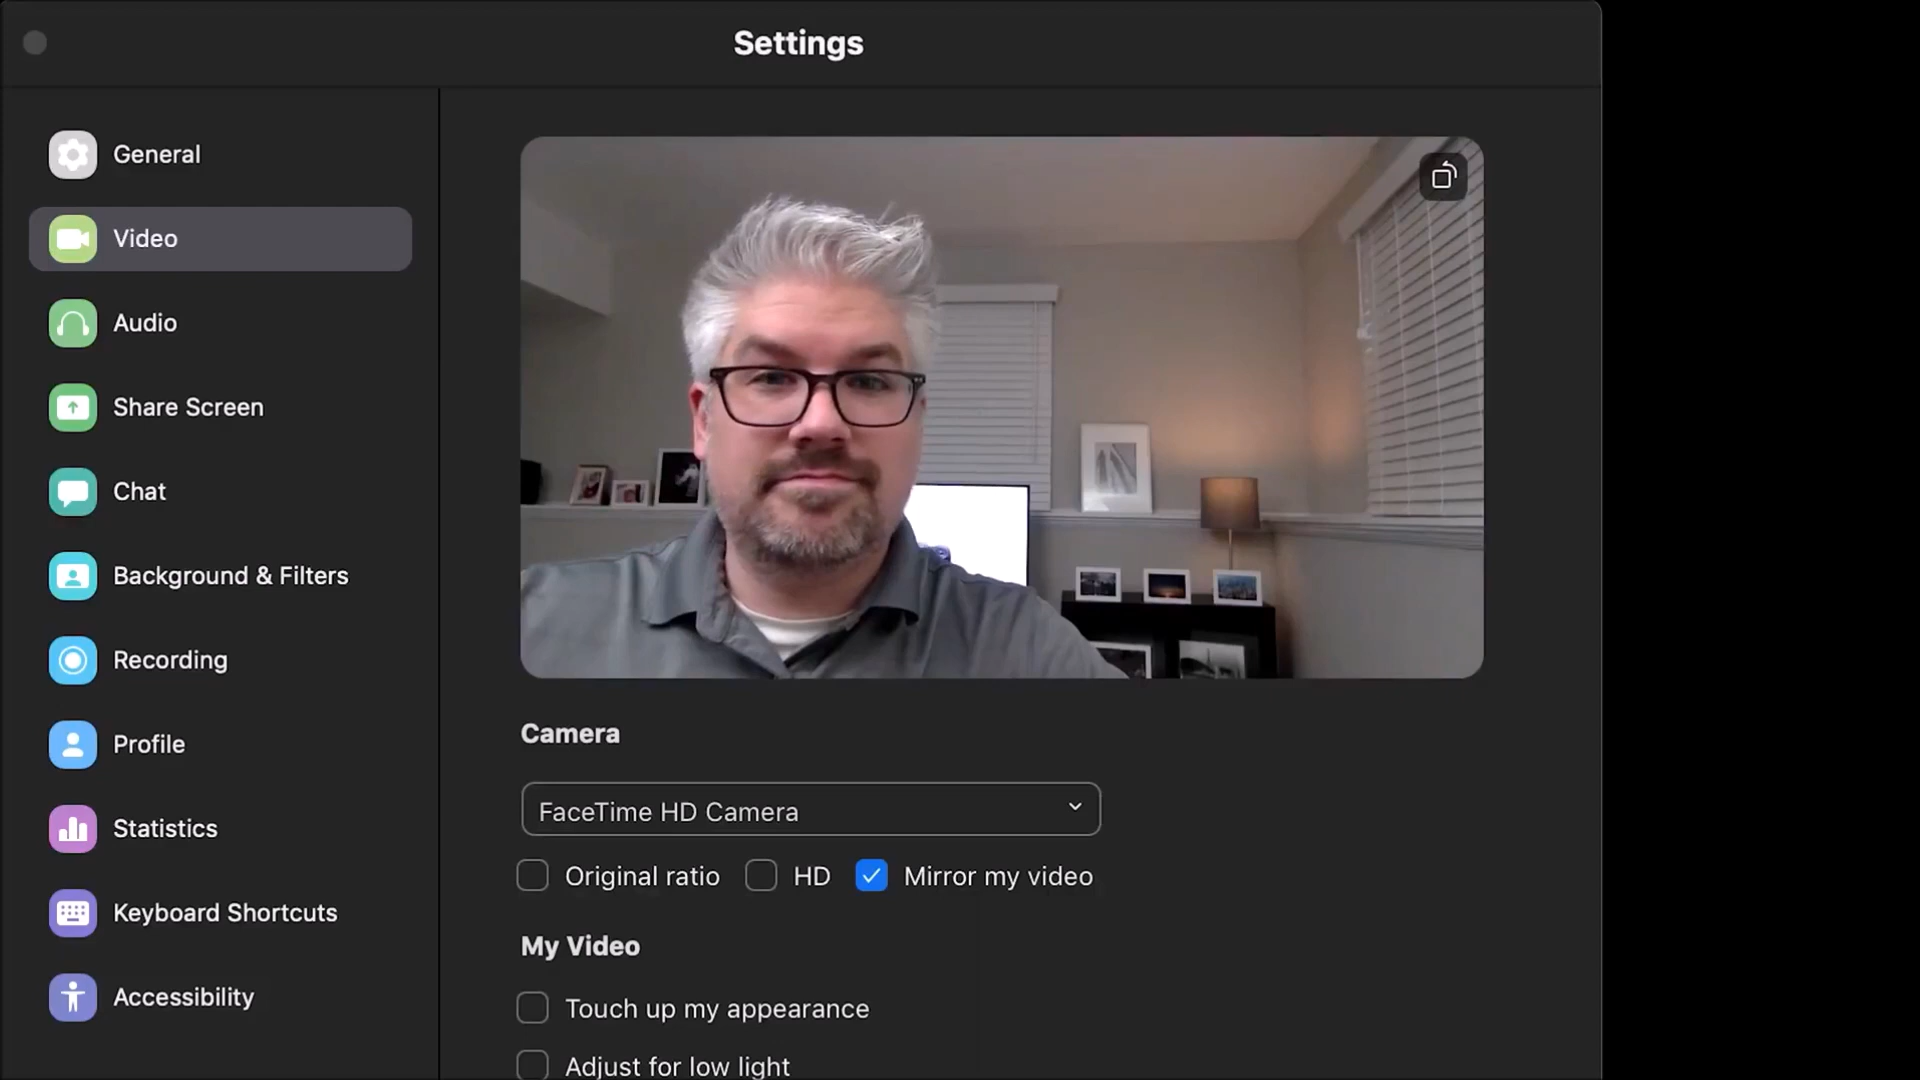 Settings
General
Video
Audio
Share Screen
Chat
Background & Filters
Recording
Profile
Statistics
Keyboard Shortcuts
Accessibility
Camera
FaceTime HD Camera
Original ratio HD Mirror my video
My Video
Touch up my appearance
Adjust for low light